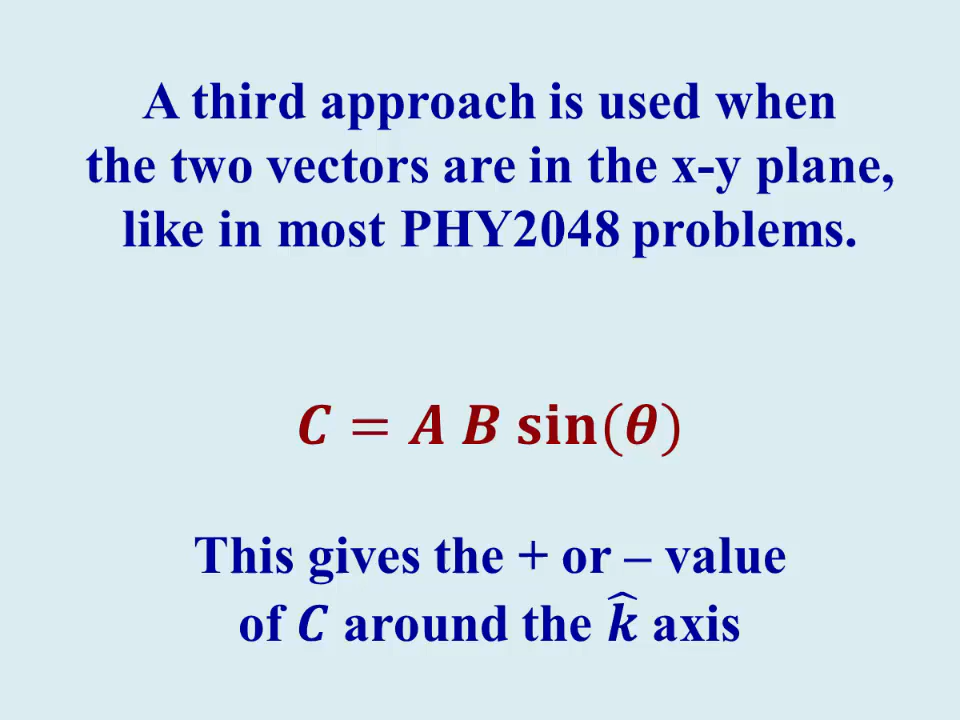 A third approach is used when
the two vectors are in the x-y plane,
like in most PHY2048 problems.
𝑪 = 𝑨 𝑩 sin(𝜽)
This gives the + or – value
of 𝑪 around the 𝒌̂ axis